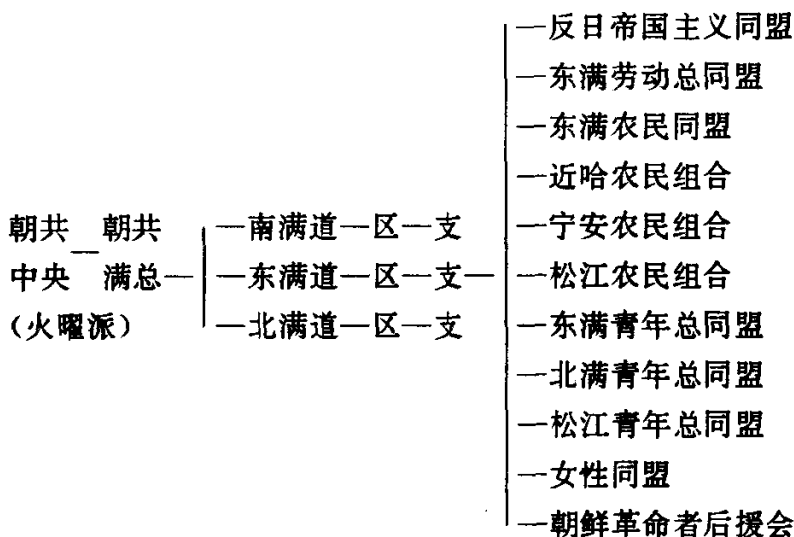 朝共 — 朝共
中央 满总—
（火曜派）
—南满道—区—支
—东满道—区—支—
—北满道—区—支
—反日帝国主义同盟
—东满劳动总同盟
—东满农民同盟
—近哈农民组合
—宁安农民组合
—松江农民组合
—东满青年总同盟
—北满青年总同盟
—松江青年总同盟
—女性同盟
—朝鲜革命者后援会